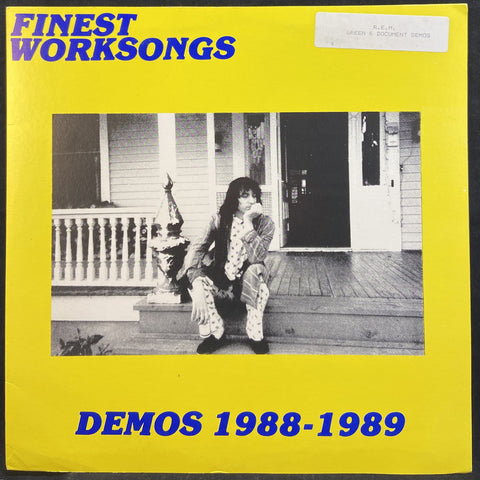 FINEST
WORKSONGS
R.E.M.
GREEN & DOCUMENT DEMOS
DEMOS 1988-1989